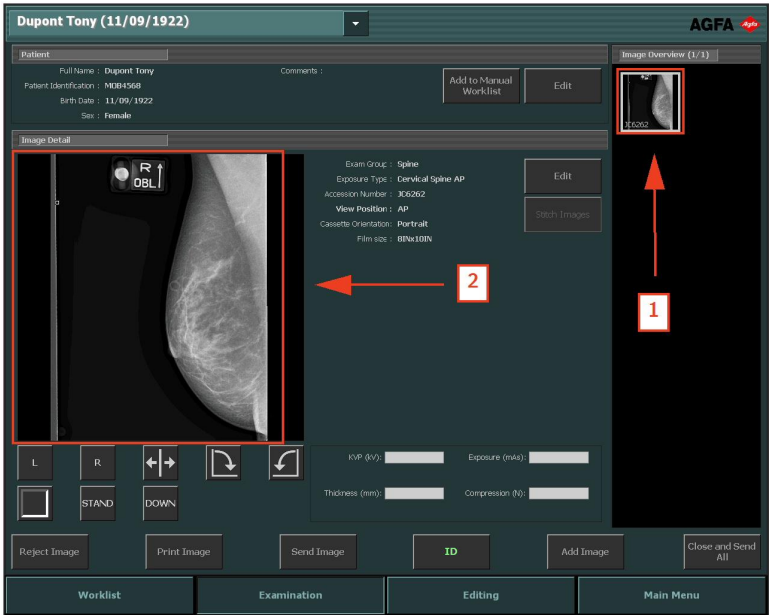 Dupont Tony (11/09/1922)
AGFA
Agfa
Patient
Full Name : Dupont Tony
Patient Identification : MOB4568
Birth Date : 11/09/1922
Sex : Female
Comments :
Add to Manual
Worklist
Edit
Image Overview (1/1)
JC6262
1
Image Detail
R
OBL
2
Exam Group : Spine
Exposure Type : Cervical Spine AP
Accession Number : JC6262
View Position : AP
Cassette Orientation: Portrait
Film size : 8INx10IN
Edit
Stitch Images
L
R
STAND
DOWN
KVP (kV):
Exposure (mAs):
Thickness (mm):
Compression (N):
Reject Image
Print Image
Send Image
ID
Add Image
Close and Send
All
Worklist
Examination
Editing
Main Menu